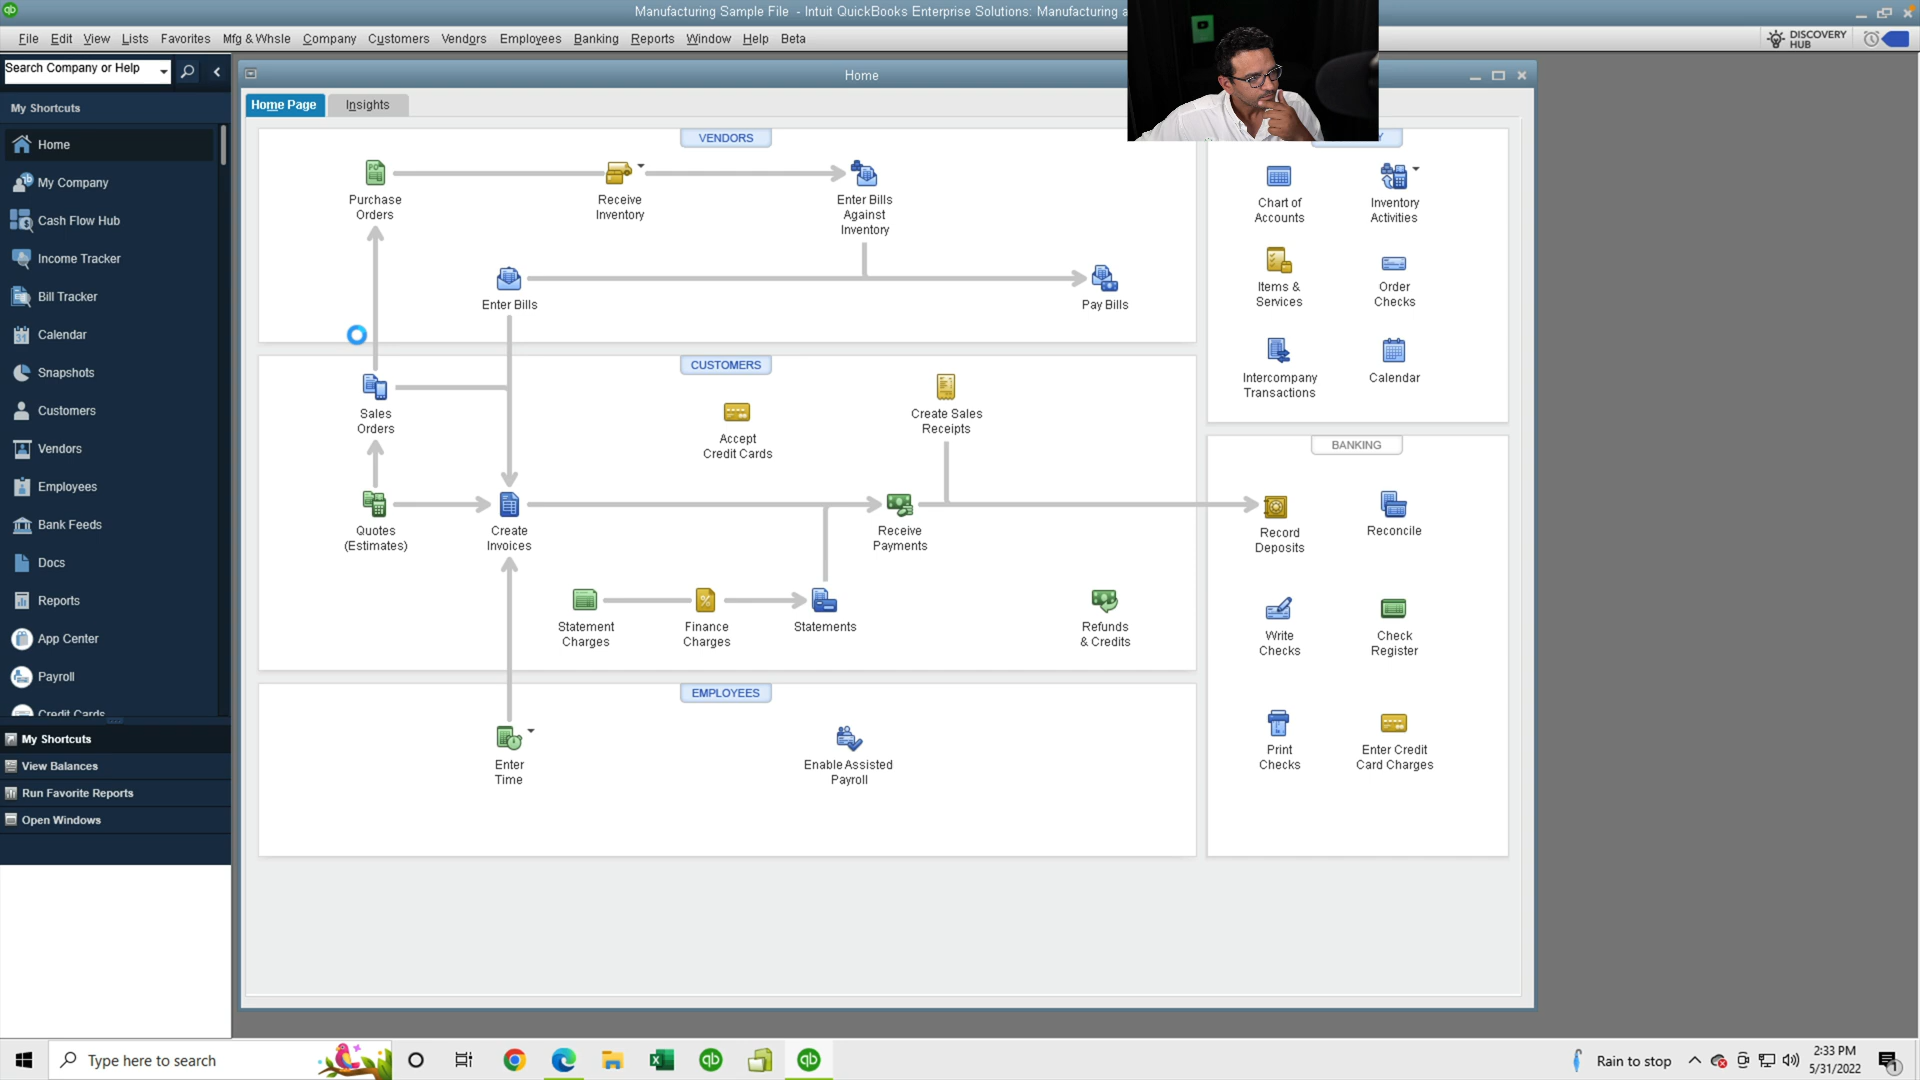 Manufacturing Sample File - Intuit QuickBooks Enterprise Solutions: Manufacturing a
File Edit View Lists Favorites Mfg & Whsle Company Customers Vendors Employees Banking Reports Window Help Beta
DISCOVERY HUB
Search Company or Help
My Shortcuts
Home
My Company
Cash Flow Hub
Income Tracker
Bill Tracker
Calendar
Snapshots
Customers
Vendors
Employees
Bank Feeds
Docs
Reports
App Center
Payroll
Credit Cards
My Shortcuts
View Balances
Run Favorite Reports
Open Windows
Home
Home Page Insights
VENDORS
Purchase
Orders
Receive
Inventory
Enter Bills
Against
Inventory
Enter Bills
Pay Bills
CUSTOMERS
Sales
Orders
Accept
Credit Cards
Create Sales
Receipts
Quotes
(Estimates)
Create
Invoices
Receive
Payments
Statement
Charges
Finance
Charges
Statements
Refunds
& Credits
EMPLOYEES
Enter
Time
Enable Assisted
Payroll
Chart of
Accounts
Inventory
Activities
Items &
Services
Order
Checks
Intercompany
Transactions
Calendar
BANKING
Record
Deposits
Reconcile
Write
Checks
Check
Register
Print
Checks
Enter Credit
Card Charges
Type here to search
Rain to stop
2:33 PM
5/31/2022